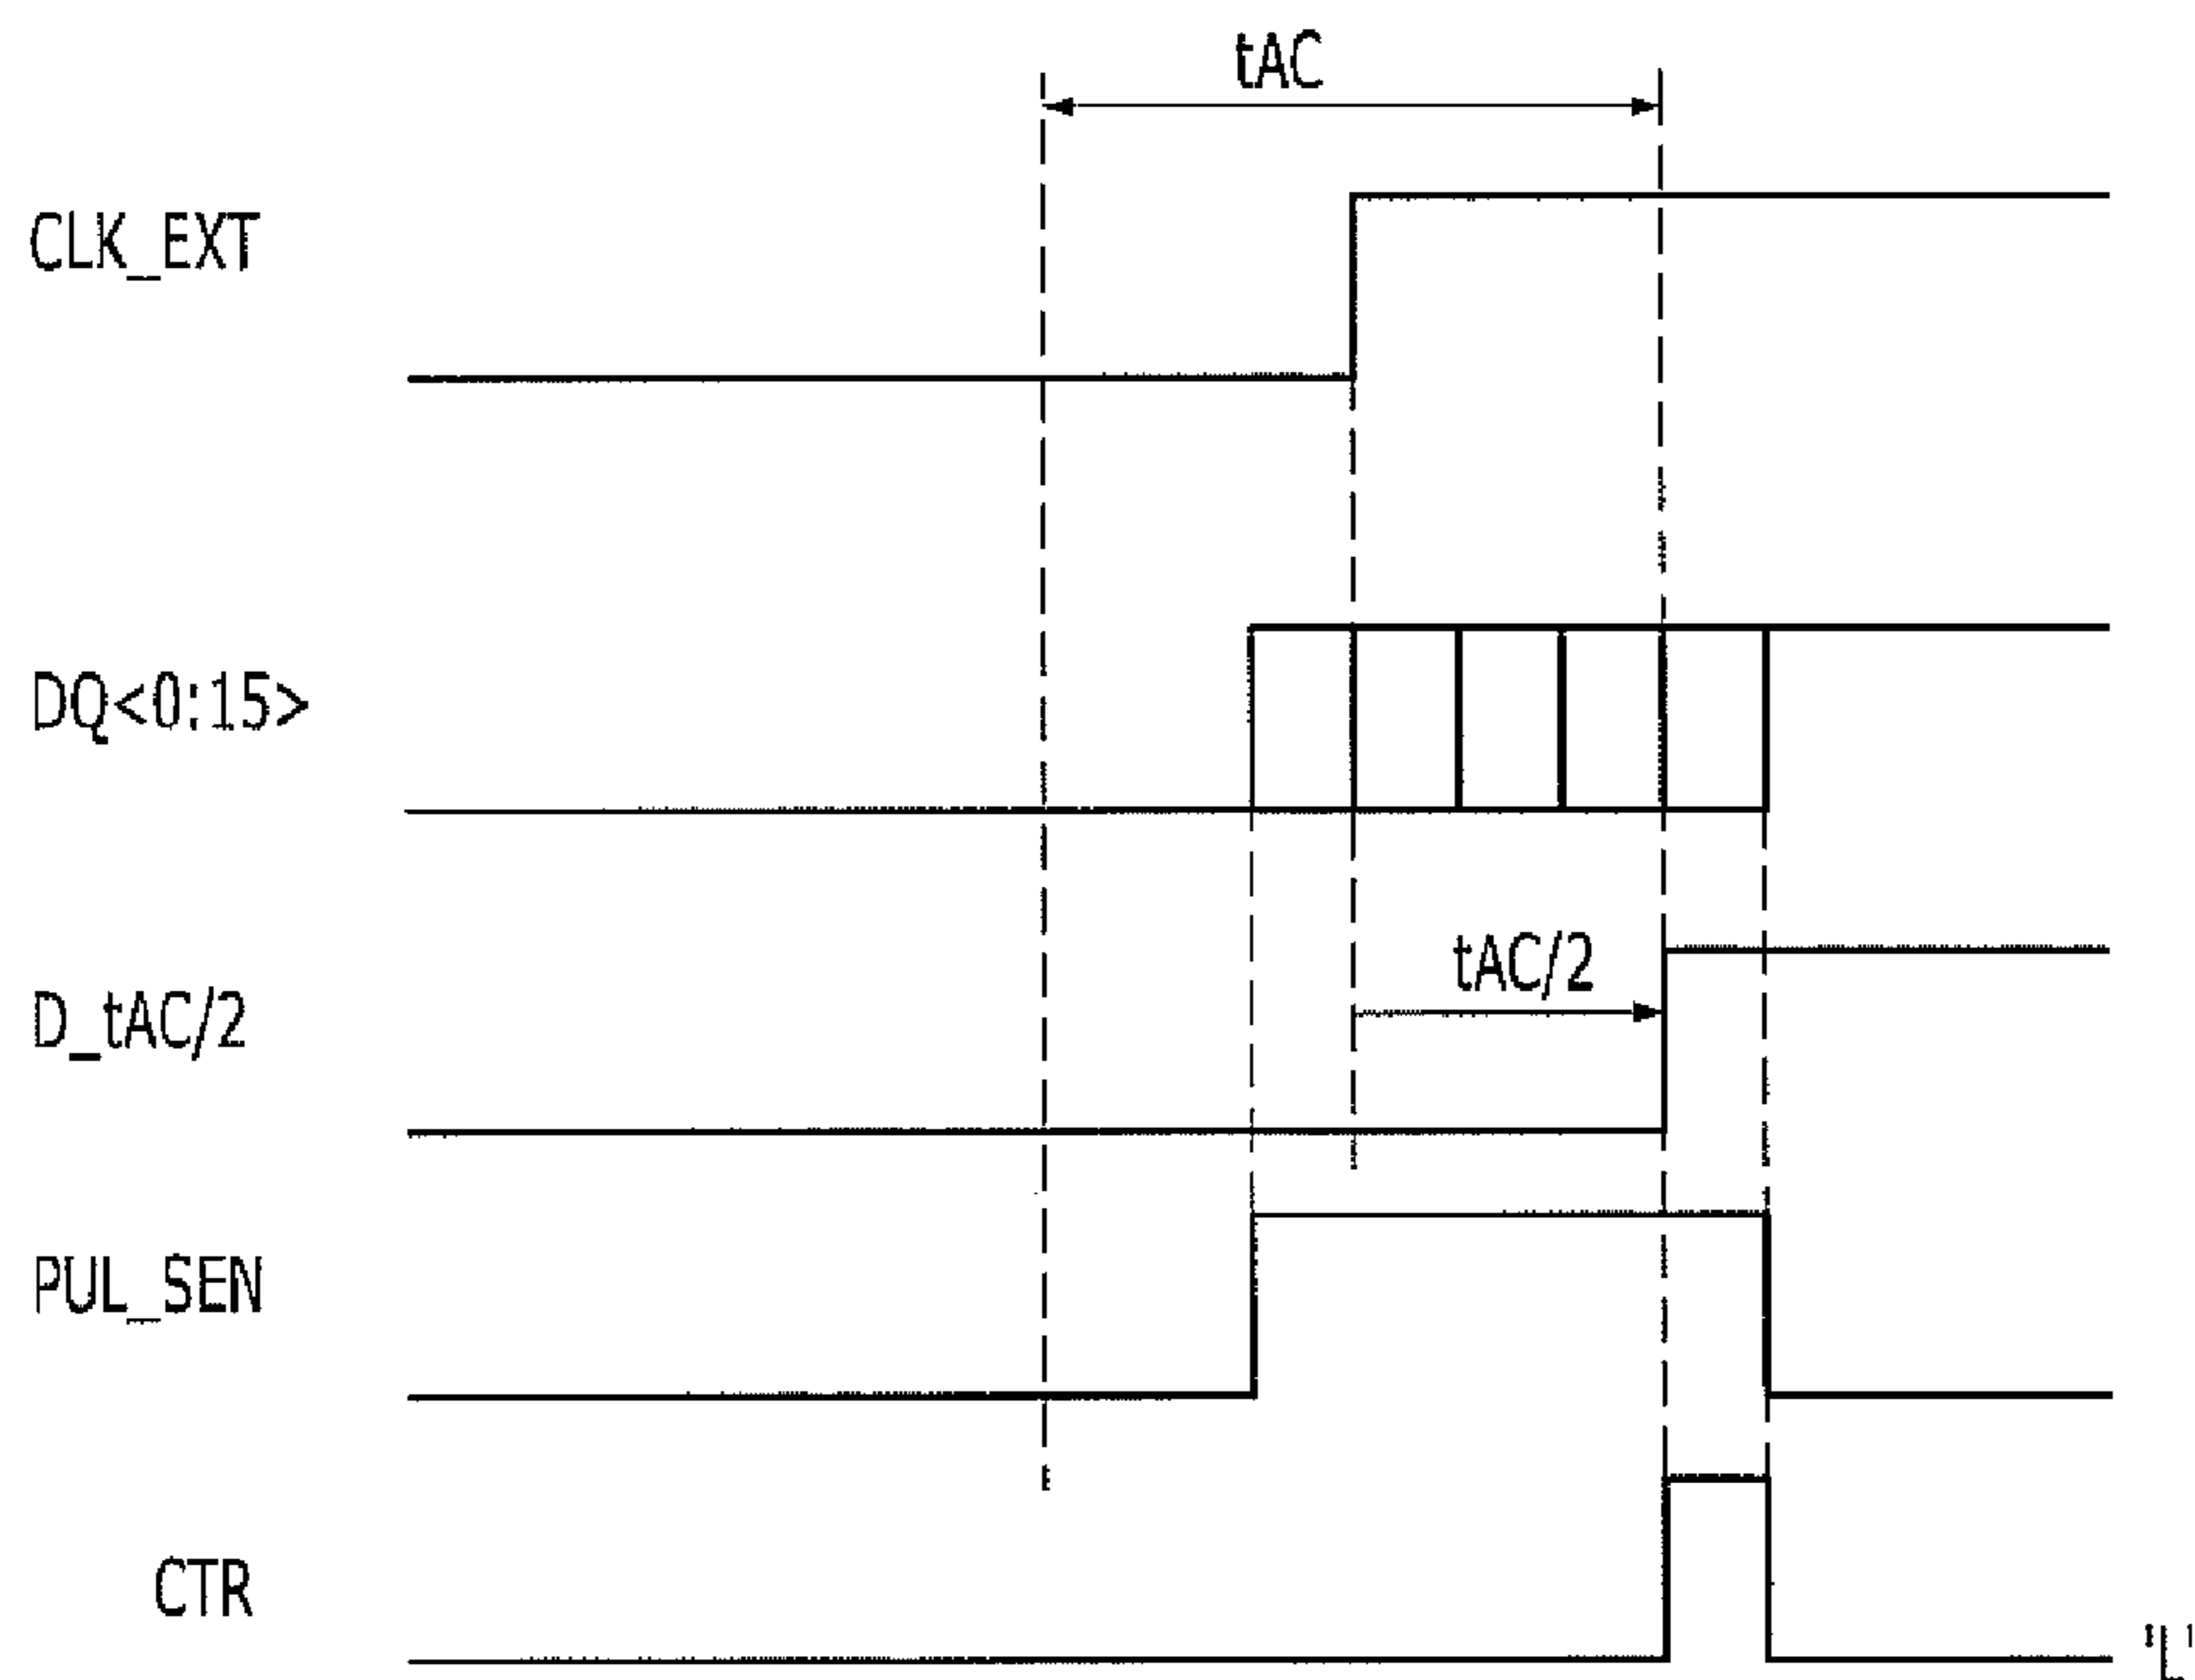 tAC
CLK_EXT
DQ<0:15>
tAC/2
D_tAC/2
PUL_SEN
CTR